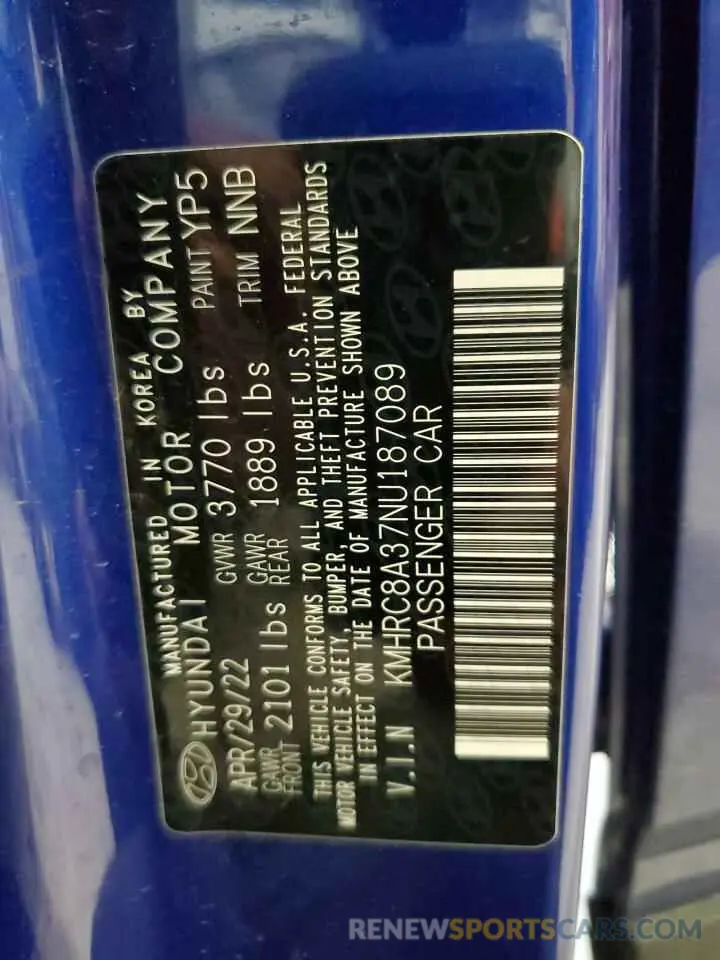 MANUFACTURED IN KOREA BY
HYUNDAI MOTOR COMPANY
APR/29/22 GVWR 3770 lbs PAINT YP5
GAWR FRONT 2101 lbs GAWR REAR 1889 lbs TRIM NNB
THIS VEHICLE CONFORMS TO ALL APPLICABLE U.S.A. FEDERAL
MOTOR VEHICLE SAFETY, BUMPER, AND THEFT PREVENTION STANDARDS
IN EFFECT ON THE DATE OF MANUFACTURE SHOWN ABOVE
V.I.N KMHRC8A37NU187089
PASSENGER CAR
RENEWSPORTSCARS.COM